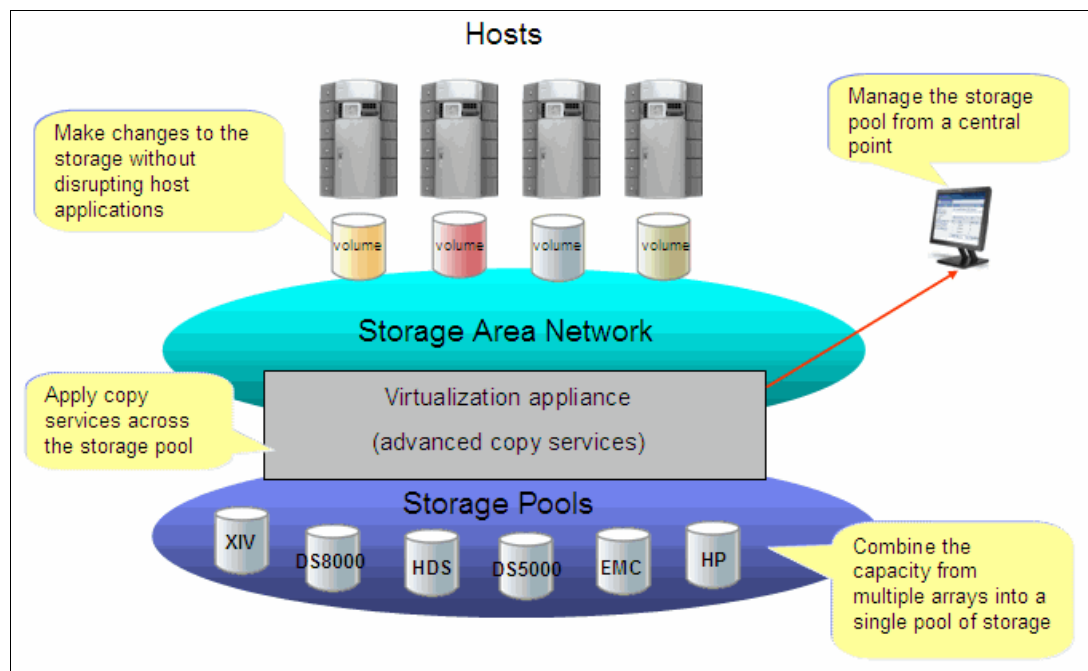 Hosts
Make changes to the
storage without
disrupting host
applications
Manage the storage
pool from a central
point
volume
volume
volume
volume
Storage Area Network
Apply copy
services across
the storage pool
Virtualization appliance
(advanced copy services)
Storage Pools
XIV
DS8000
HDS
DS5000
EMC
HP
Combine the
capacity from
multiple arrays into a
single pool of storage